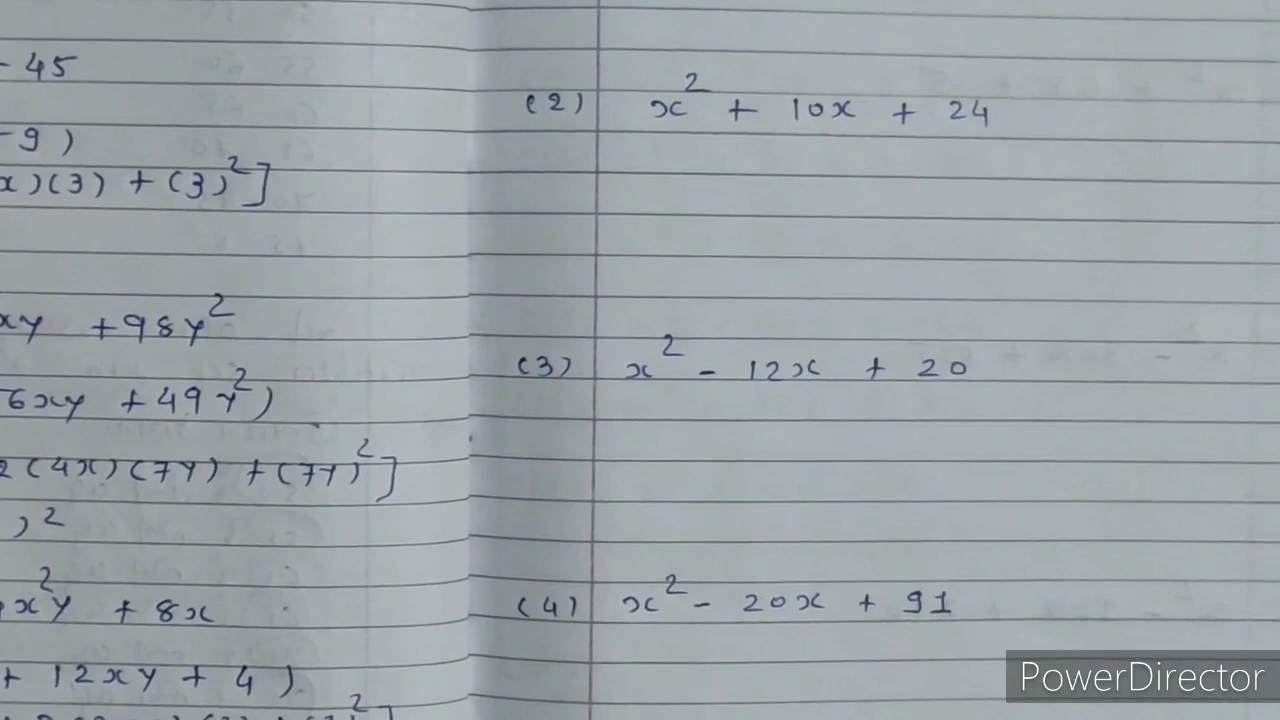 - 45
- 9 )
x ) ( 3 ) + ( 3 )² ]
xy + 98y²
6xy + 49y² )
2 ( 4x ) ( 7y ) + ( 7y )² ]
)²
x²y + 8x
+ 12xy + 4 )
(2) x² + 10x + 24
(3) x² - 12x + 20
(4) x² - 20x + 91
PowerDirector